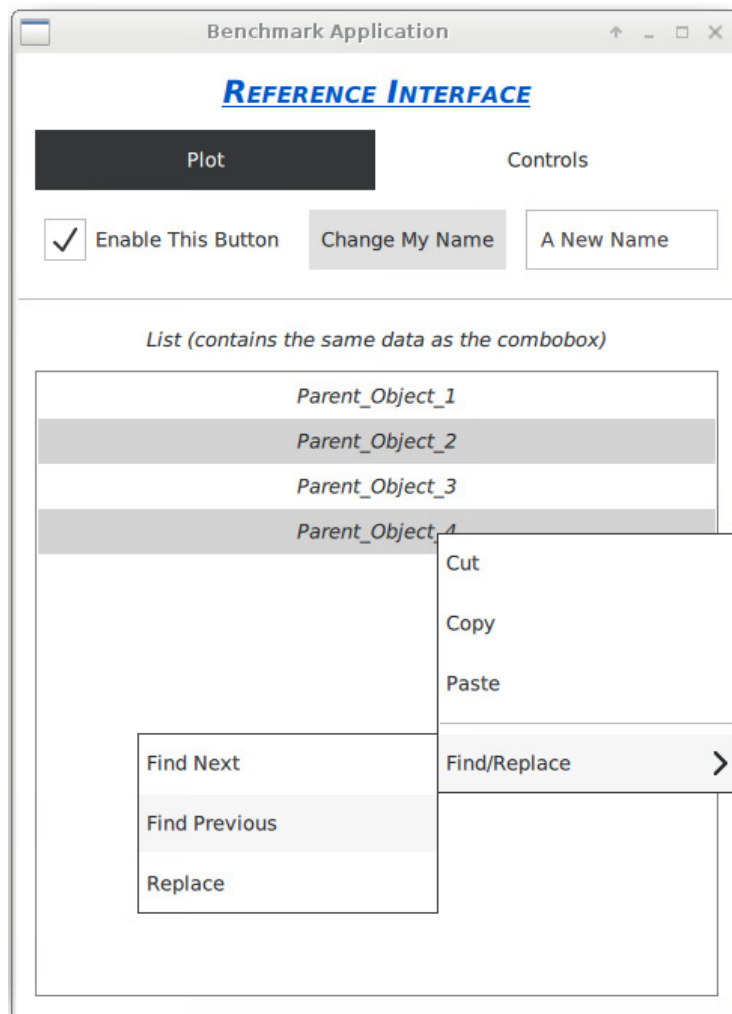 Benchmark Application
REFERENCE INTERFACE
Plot Controls
Enable This Button Change My Name A New Name
List (contains the same data as the combobox)
Parent_Object_1
Parent_Object_2
Parent_Object_3
Parent_Object_4
Cut
Copy
Paste
Find/Replace
Find Next
Find Previous
Replace